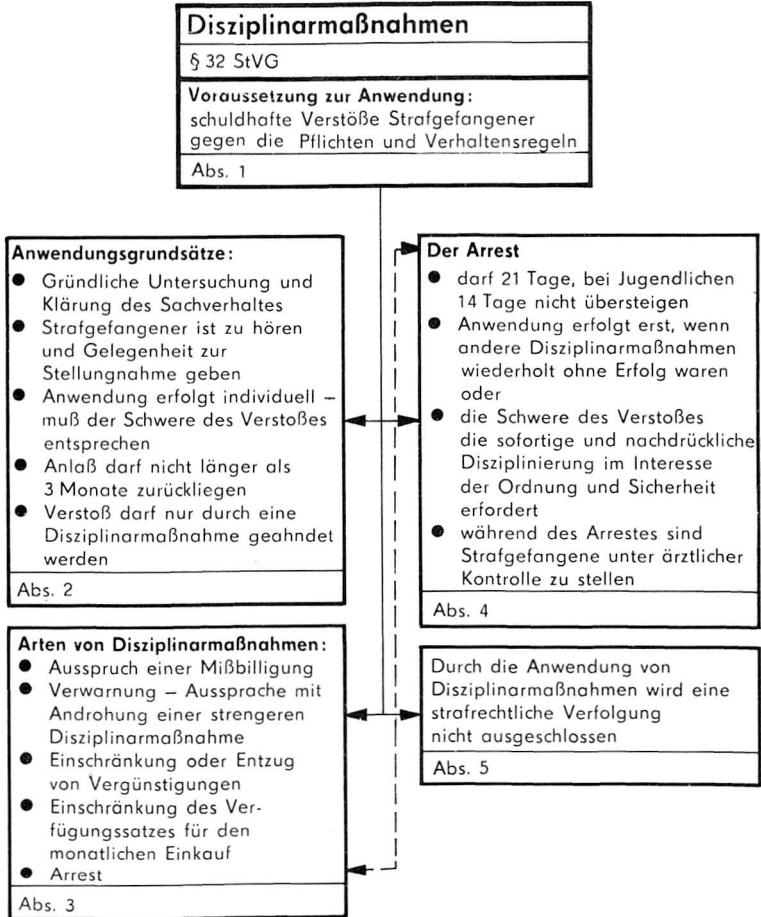 Disziplinarmaßnahmen
§ 32 StVG
Voraussetzung zur Anwendung:
schuldhafte Verstöße Strafgefangener
gegen die Pflichten und Verhaltensregeln
Abs. 1
Anwendungsgrundsätze:
● Gründliche Untersuchung und
Klärung des Sachverhaltes
● Strafgefangener ist zu hören
und Gelegenheit zur
Stellungnahme geben
● Anwendung erfolgt individuell –
muß der Schwere des Verstoßes
entsprechen
● Anlaß darf nicht länger als
3 Monate zurückliegen
● Verstoß darf nur durch eine
Disziplinarmaßnahme geahndet
werden
Abs. 2
Der Arrest
● darf 21 Tage, bei Jugendlichen
14 Tage nicht übersteigen
● Anwendung erfolgt erst, wenn
andere Disziplinarmaßnahmen
wiederholt ohne Erfolg waren
oder
● die Schwere des Verstoßes
die sofortige und nachdrückliche
Disziplinierung im Interesse
der Ordnung und Sicherheit
erfordert
● während des Arrestes sind
Strafgefangene unter ärztlicher
Kontrolle zu stellen
Abs. 4
Arten von Disziplinarmaßnahmen:
● Ausspruch einer Mißbilligung
● Verwarnung – Aussprache mit
Androhung einer strengeren
Disziplinarmaßnahme
● Einschränkung oder Entzug
von Vergünstigungen
● Einschränkung des Ver-
fügungssatzes für den
monatlichen Einkauf
● Arrest
Abs. 3
Durch die Anwendung von
Disziplinarmaßnahmen wird eine
strafrechtliche Verfolgung
nicht ausgeschlossen
Abs. 5